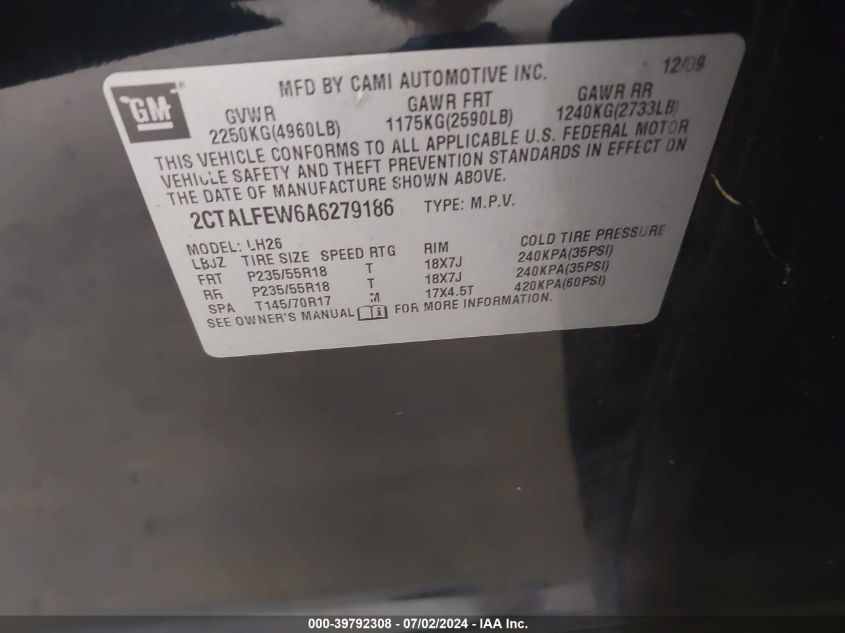 12/09
MFD BY CAMI AUTOMOTIVE INC.
GM
GVWR GAWR FRT GAWR RR
2250KG(4960LB) 1175KG(2590LB) 1240KG(2733LB)
THIS VEHICLE CONFORMS TO ALL APPLICABLE U.S. FEDERAL MOTOR
VEHICLE SAFETY AND THEFT PREVENTION STANDARDS IN EFFECT ON
THE DATE OF MANUFACTURE SHOWN ABOVE.
2CTALFEW6A6279186 TYPE: M.P.V.
MODEL: LH26
LBJZ TIRE SIZE SPEED RTG RIM COLD TIRE PRESSURE
FRT P235/55R18 T 18X7J 240KPA(35PSI)
RR P235/55R18 T 18X7J 240KPA(35PSI)
SPA T145/70R17 M 17X4.5T 420KPA(60PSI)
SEE OWNER'S MANUAL FOR MORE INFORMATION.
000-39792308 - 07/02/2024 - IAA Inc.